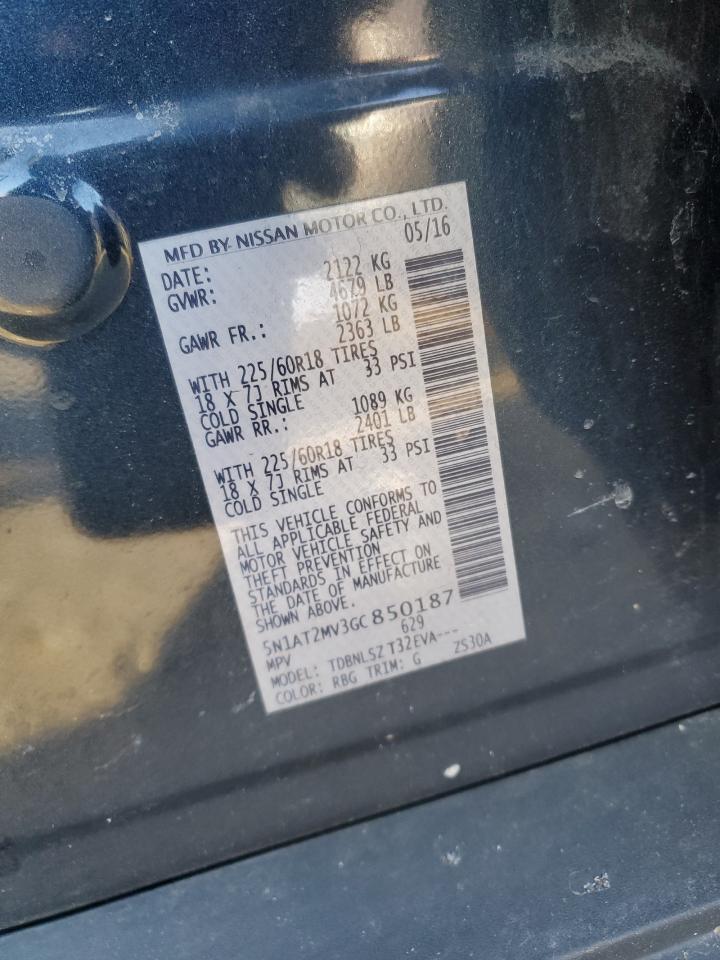 MFD BY: NISSAN MOTOR CO., LTD.
DATE: 05/16
GVWR: 2122 KG
4679 LB
GAWR FR.: 1072 KG
2363 LB
WITH 225/60R18 TIRES
18 X 7J RIMS AT 33 PSI
COLD SINGLE
GAWR RR.: 1089 KG
2401 LB
WITH 225/60R18 TIRES
18 X 7J RIMS AT 33 PSI
COLD SINGLE
THIS VEHICLE CONFORMS TO
ALL APPLICABLE FEDERAL
MOTOR VEHICLE SAFETY AND
THEFT PREVENTION
STANDARDS IN EFFECT ON
THE DATE OF MANUFACTURE
SHOWN ABOVE.
5N1AT2MV3GC850187
MPV 629
MODEL: TDBNLSZ T32EVA---
COLOR: RBG TRIM: G ZS30A